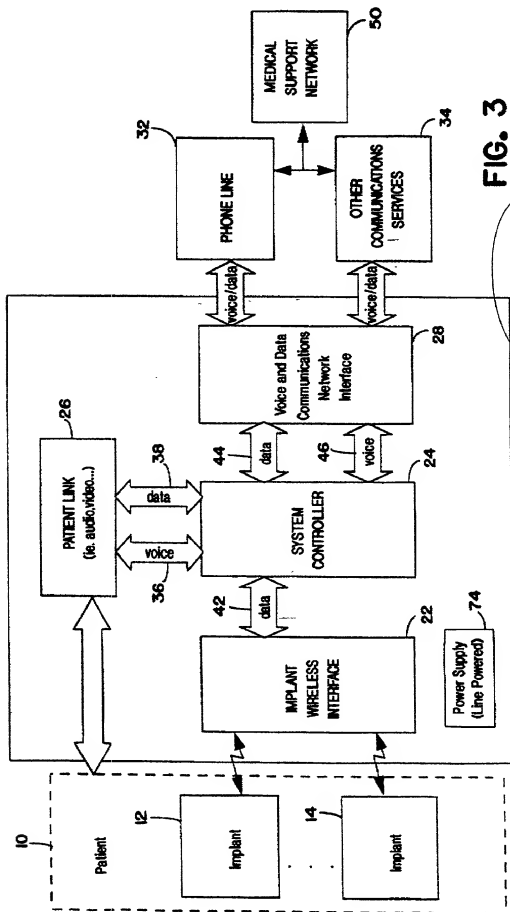 10
Patient
12
Implant
. . . .
14
Implant
26
PATIENT LINK
(ie. audio,video...)
36
voice
38
data
22
IMPLANT
WIRELESS
INTERFACE
42
data
74
Power Supply
(Line Powered)
24
SYSTEM
CONTROLLER
44
data
46
voice
28
Voice and Data
Communications
Network
Interface
voice/data
voice/data
32
PHONE LINE
34
OTHER
COMMUNICATIONS
SERVICES
50
MEDICAL
SUPPORT
NETWORK
FIG. 3